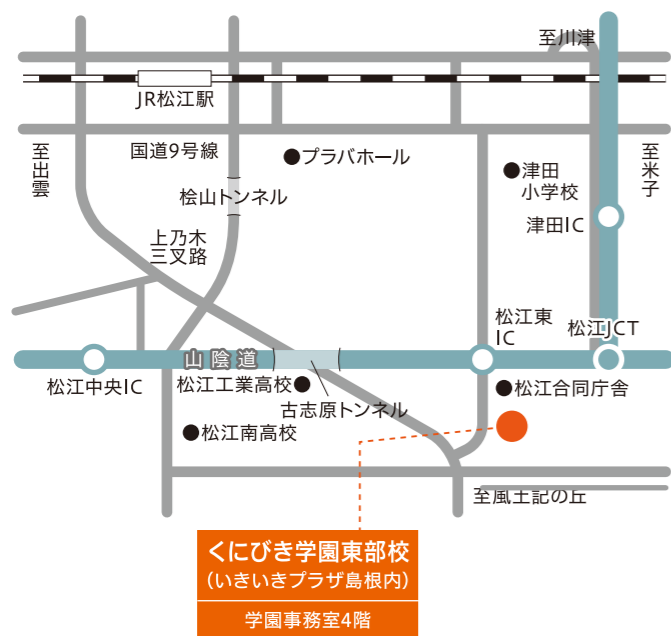 至川津
JR松江駅
国道9号線
至出雲
プラバホール
津田
小学校
至米子
桧山トンネル
津田IC
上乃木
三叉路
松江東
IC
松江JCT
山陰道
松江中央IC
松江工業高校
松江合同庁舎
古志原トンネル
松江南高校
至風土記の丘
くにびき学園東部校
(いきいきプラザ島根内)
学園事務室4階